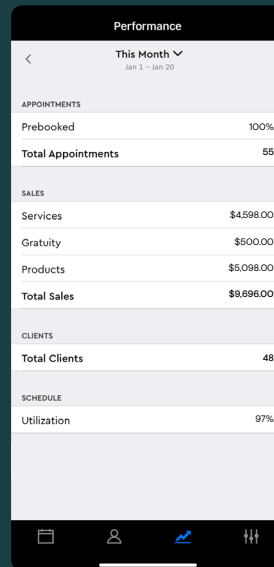 Performance
This Month
Jan 1 – Jan 20
APPOINTMENTS
Prebooked 100%
Total Appointments 55
SALES
Services $4,598.00
Gratuity $500.00
Products $5,098.00
Total Sales $9,696.00
CLIENTS
Total Clients 48
SCHEDULE
Utilization 97%